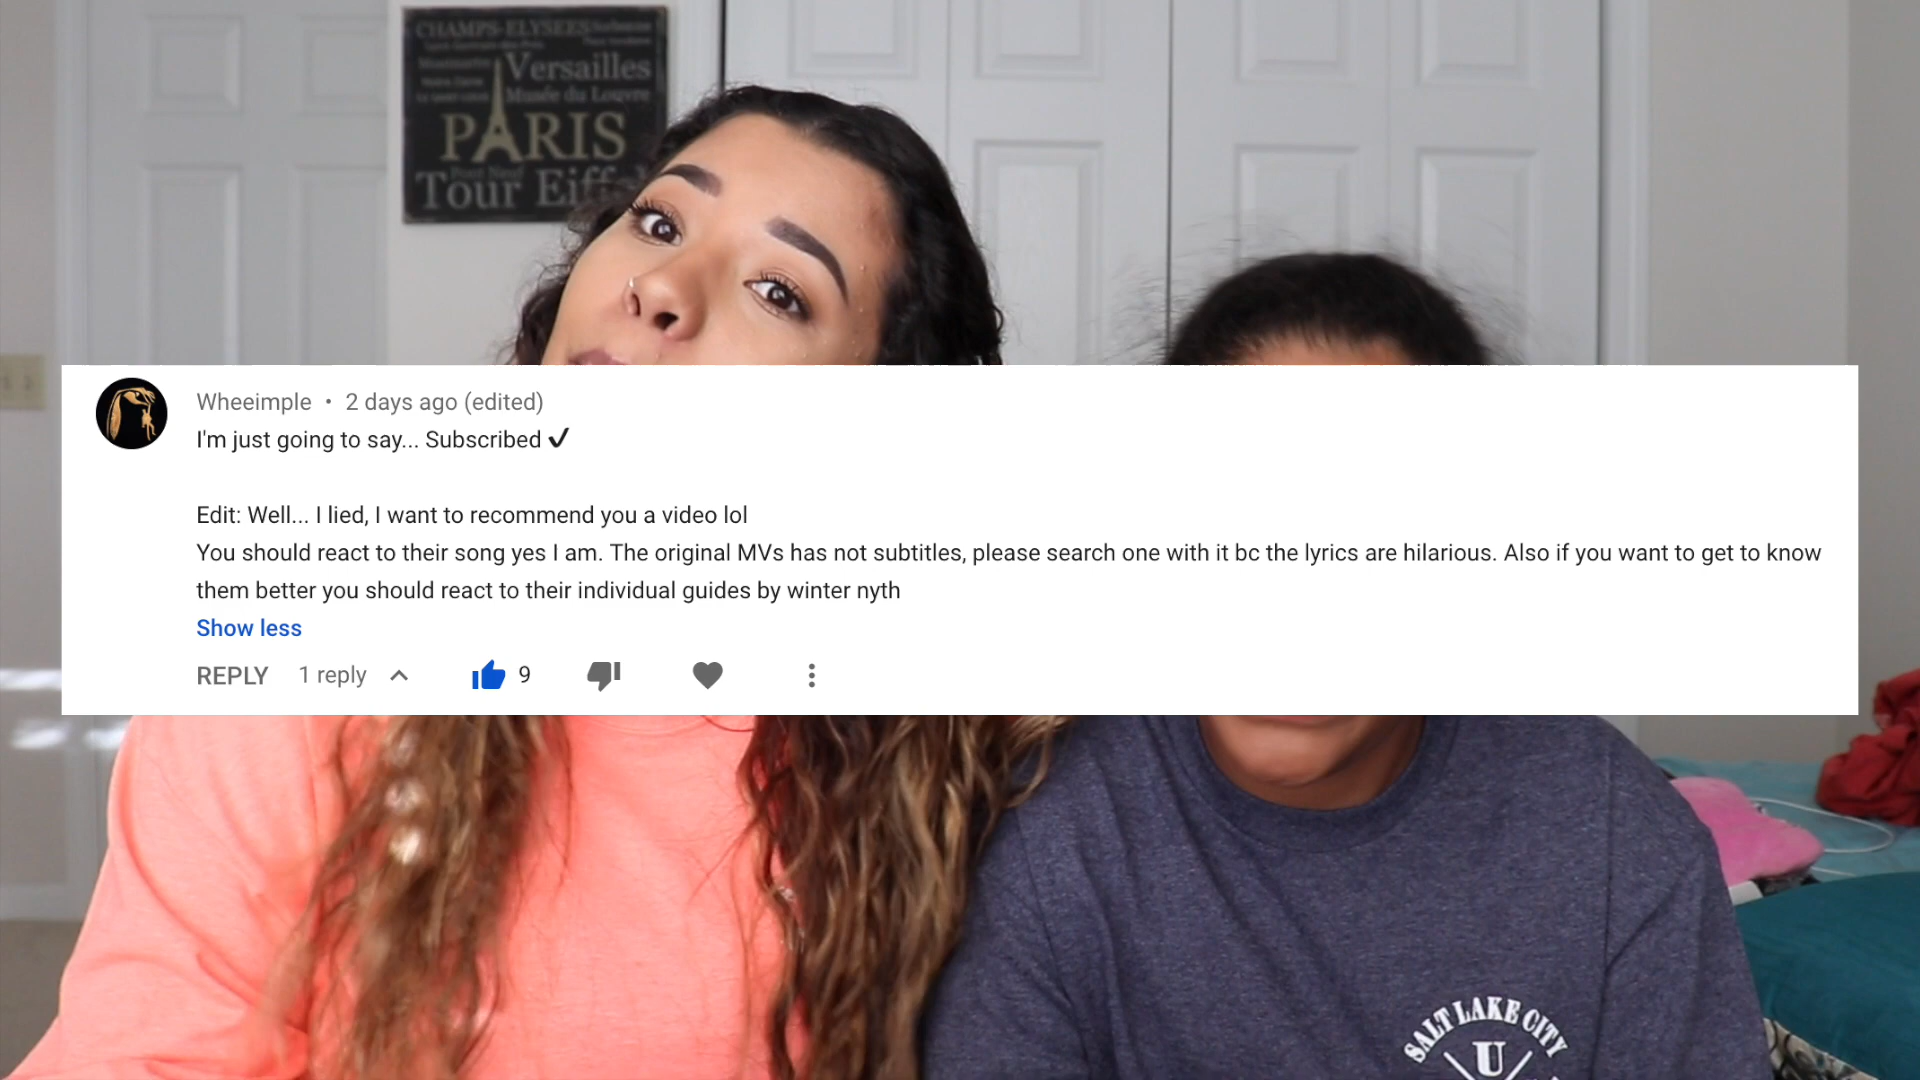 CHAMPS-ELYSEES
Versailles
Musée du Louvre
PARIS
Tour Eiffel
Wheeimple • 2 days ago (edited)
I'm just going to say... Subscribed ✔
Edit: Well... I lied, I want to recommend you a video lol
You should react to their song yes I am. The original MVs has not subtitles, please search one with it bc the lyrics are hilarious. Also if you want to get to know
them better you should react to their individual guides by winter nyth
Show less
REPLY 1 reply 9
SALT LAKE CITY
U